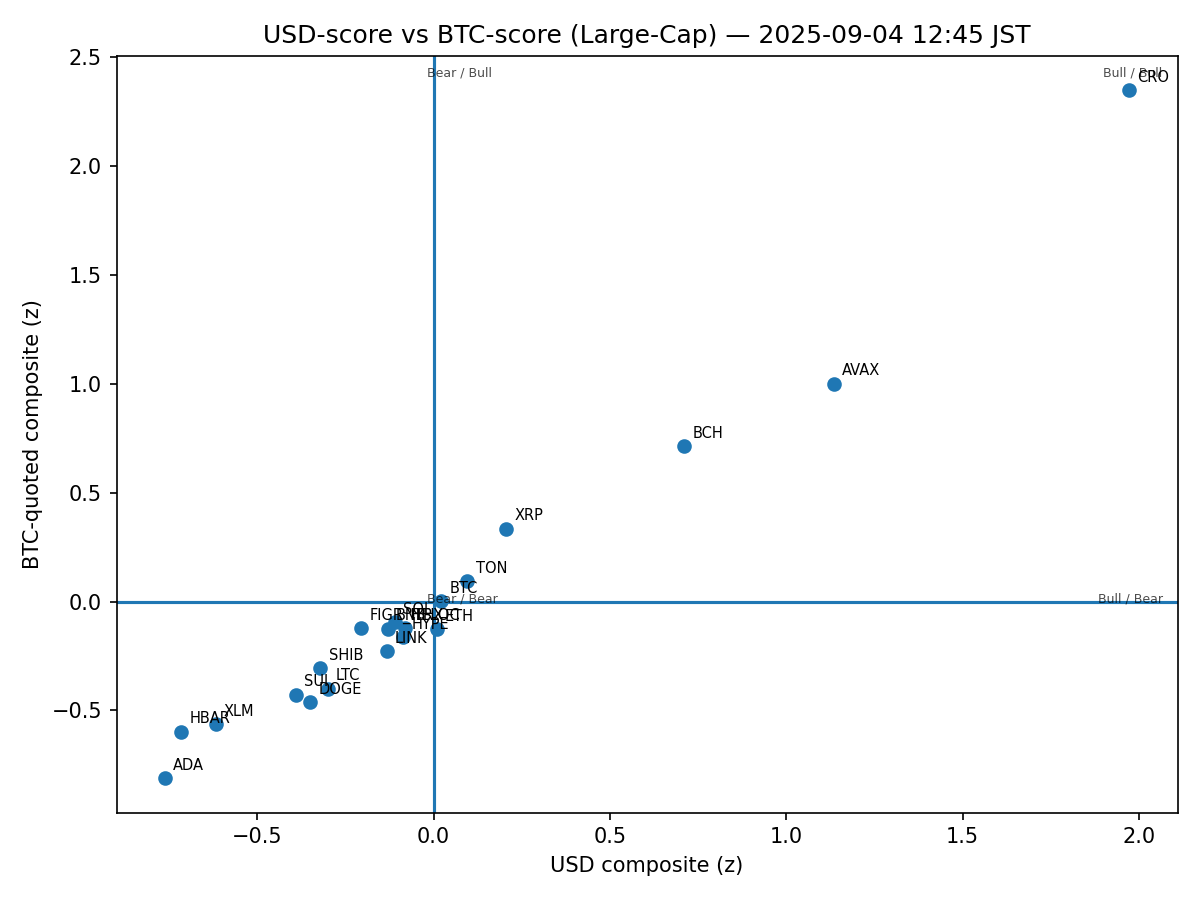 USD-score vs BTC-score (Large-Cap) — 2025-09-04 12:45 JST
2.5
Bear / Bull
Bull / Bull
CRO
2.0
1.5
AVAX
1.0
BCH
0.5
XRP
TON
BTC
Bear / Bear
Bull / Bear
0.0
SOL
ETH
HYPE
LINK
SHIB
LTC
SUI
DOGE
XLM
HBAR
−0.5
ADA
−0.5
0.0
0.5
1.0
1.5
2.0
USD composite (z)
BTC-quoted composite (z)